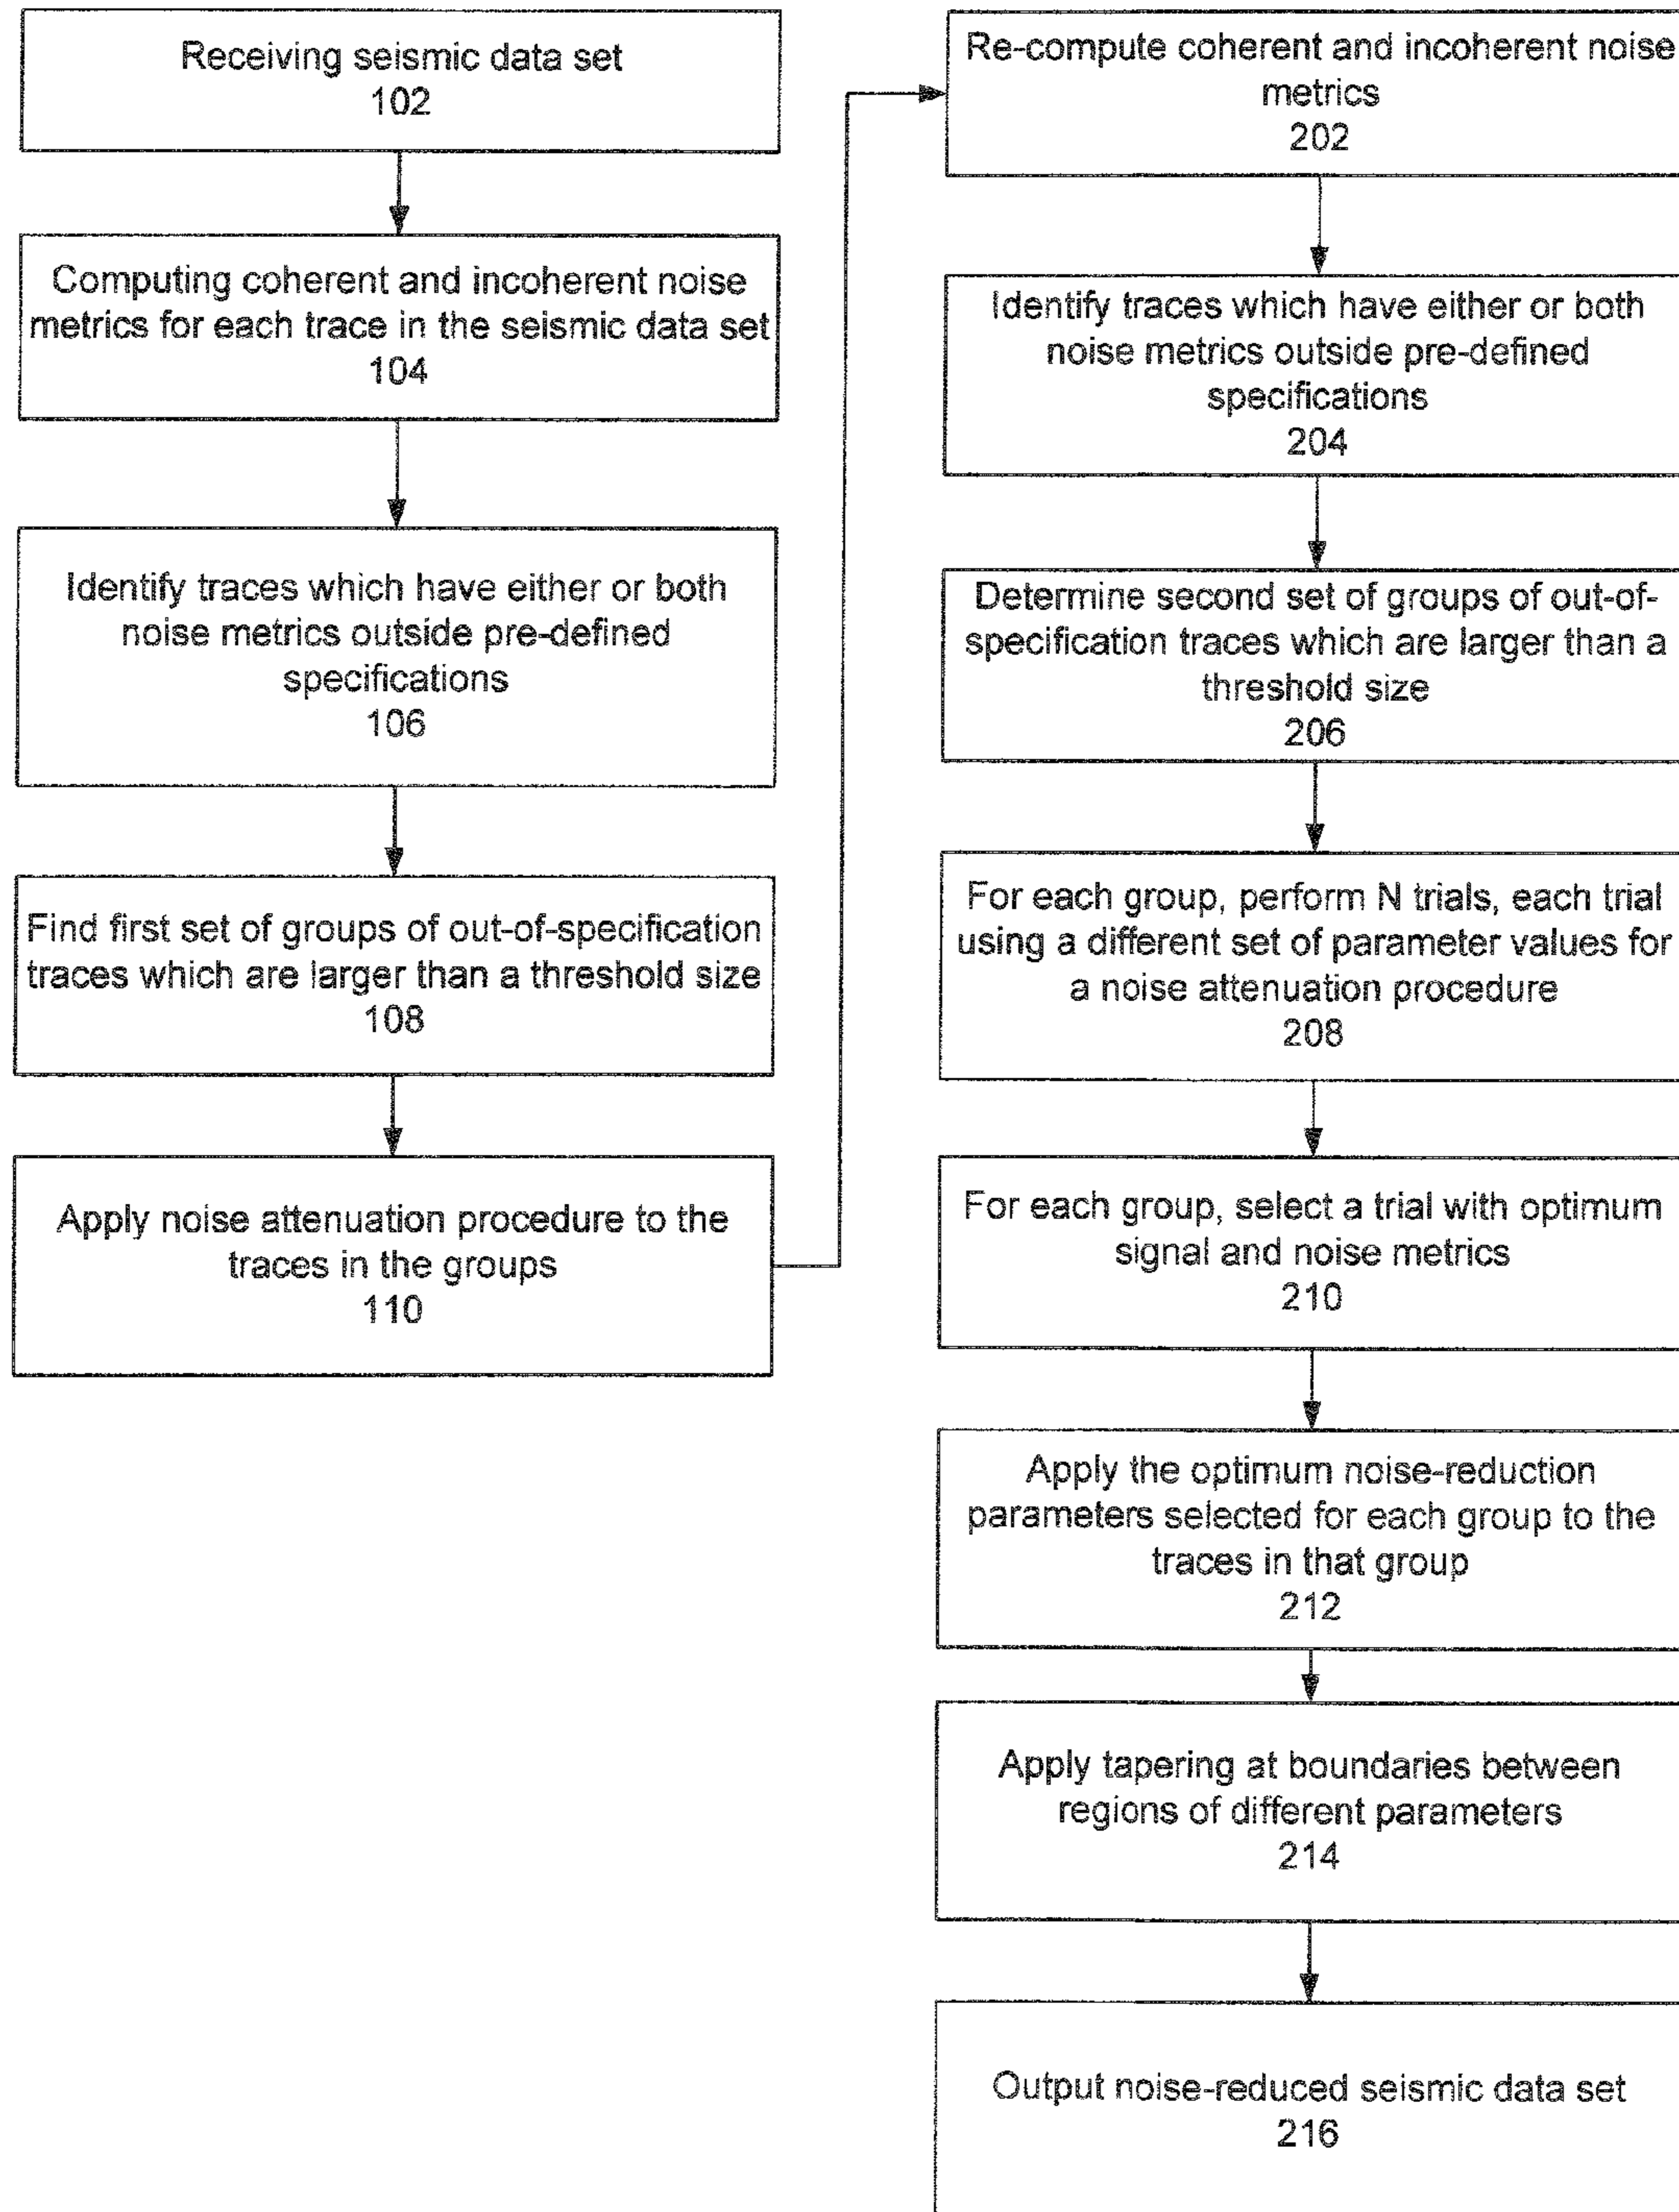 Receiving seismic data set
102
Computing coherent and incoherent noise
metrics for each trace in the seismic data set
104
Identify traces which have either or both
noise metrics outside pre-defined
specifications
106
Find first set of groups of out-of-specification
traces which are larger than a threshold size
108
Apply noise attenuation procedure to the
traces in the groups
110
Re-compute coherent and incoherent noise
metrics
202
Identify traces which have either or both
noise metrics outside pre-defined
specifications
204
Determine second set of groups of out-of-
specification traces which are larger than a
threshold size
206
For each group, perform N trials, each trial
using a different set of parameter values for
a noise attenuation procedure
208
For each group, select a trial with optimum
signal and noise metrics
210
Apply the optimum noise-reduction
parameters selected for each group to the
traces in that group
212
Apply tapering at boundaries between
regions of different parameters
214
Output noise-reduced seismic data set
216